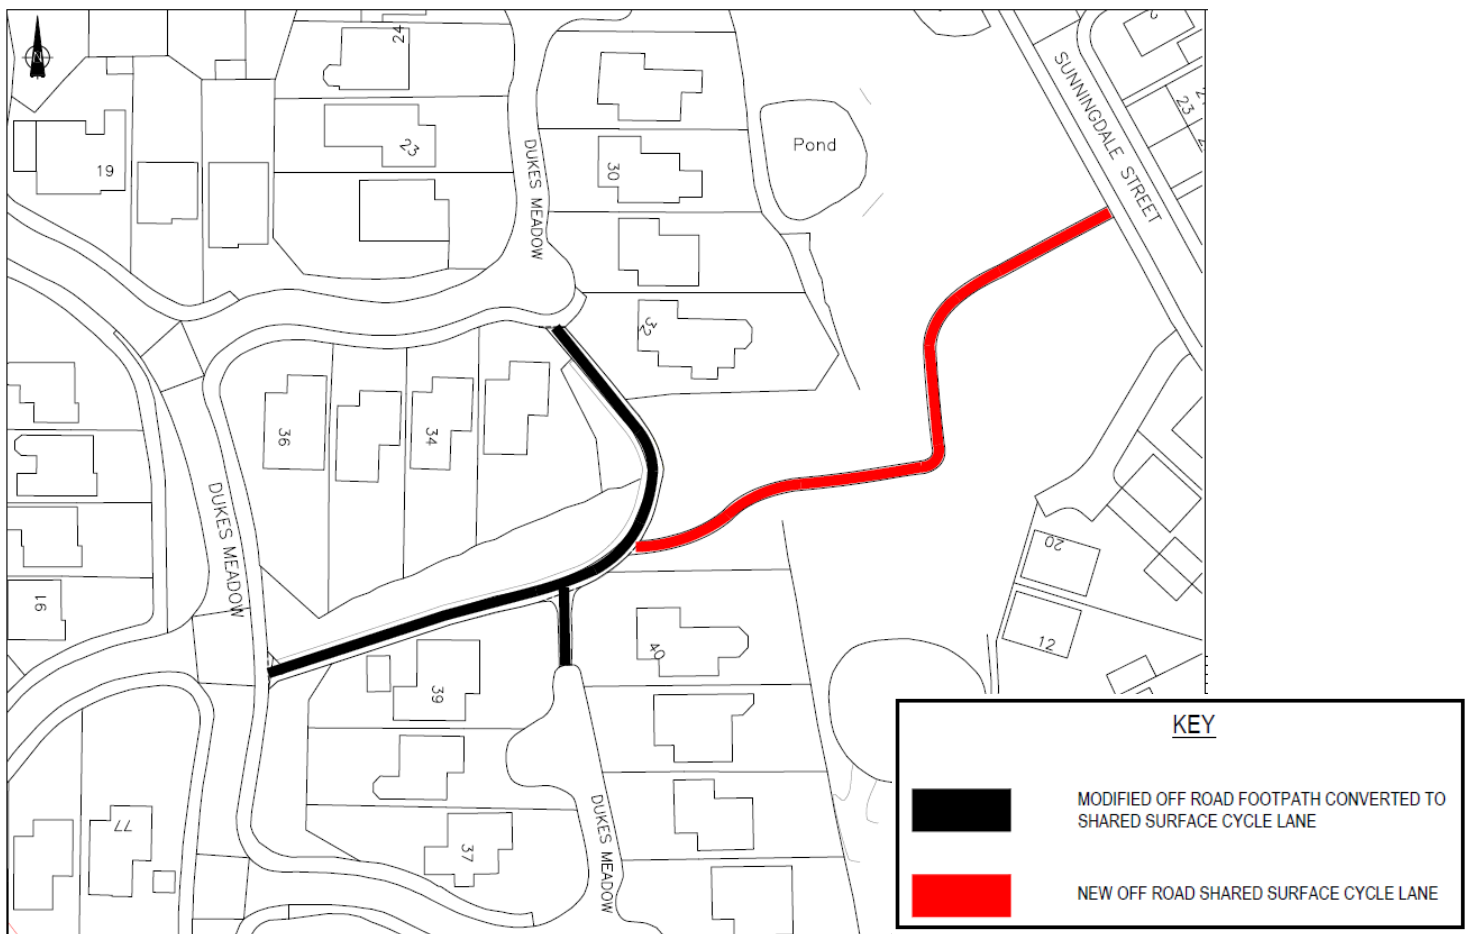 N
24
2
SUNNINGDALE STREET
23
19
23
30
Pond
DUKES MEADOW
32
36
34
DUKES MEADOW
20
16
12
40
39
77
37
DUKES MEADOW
KEY
MODIFIED OFF ROAD FOOTPATH CONVERTED TO
SHARED SURFACE CYCLE LANE
NEW OFF ROAD SHARED SURFACE CYCLE LANE